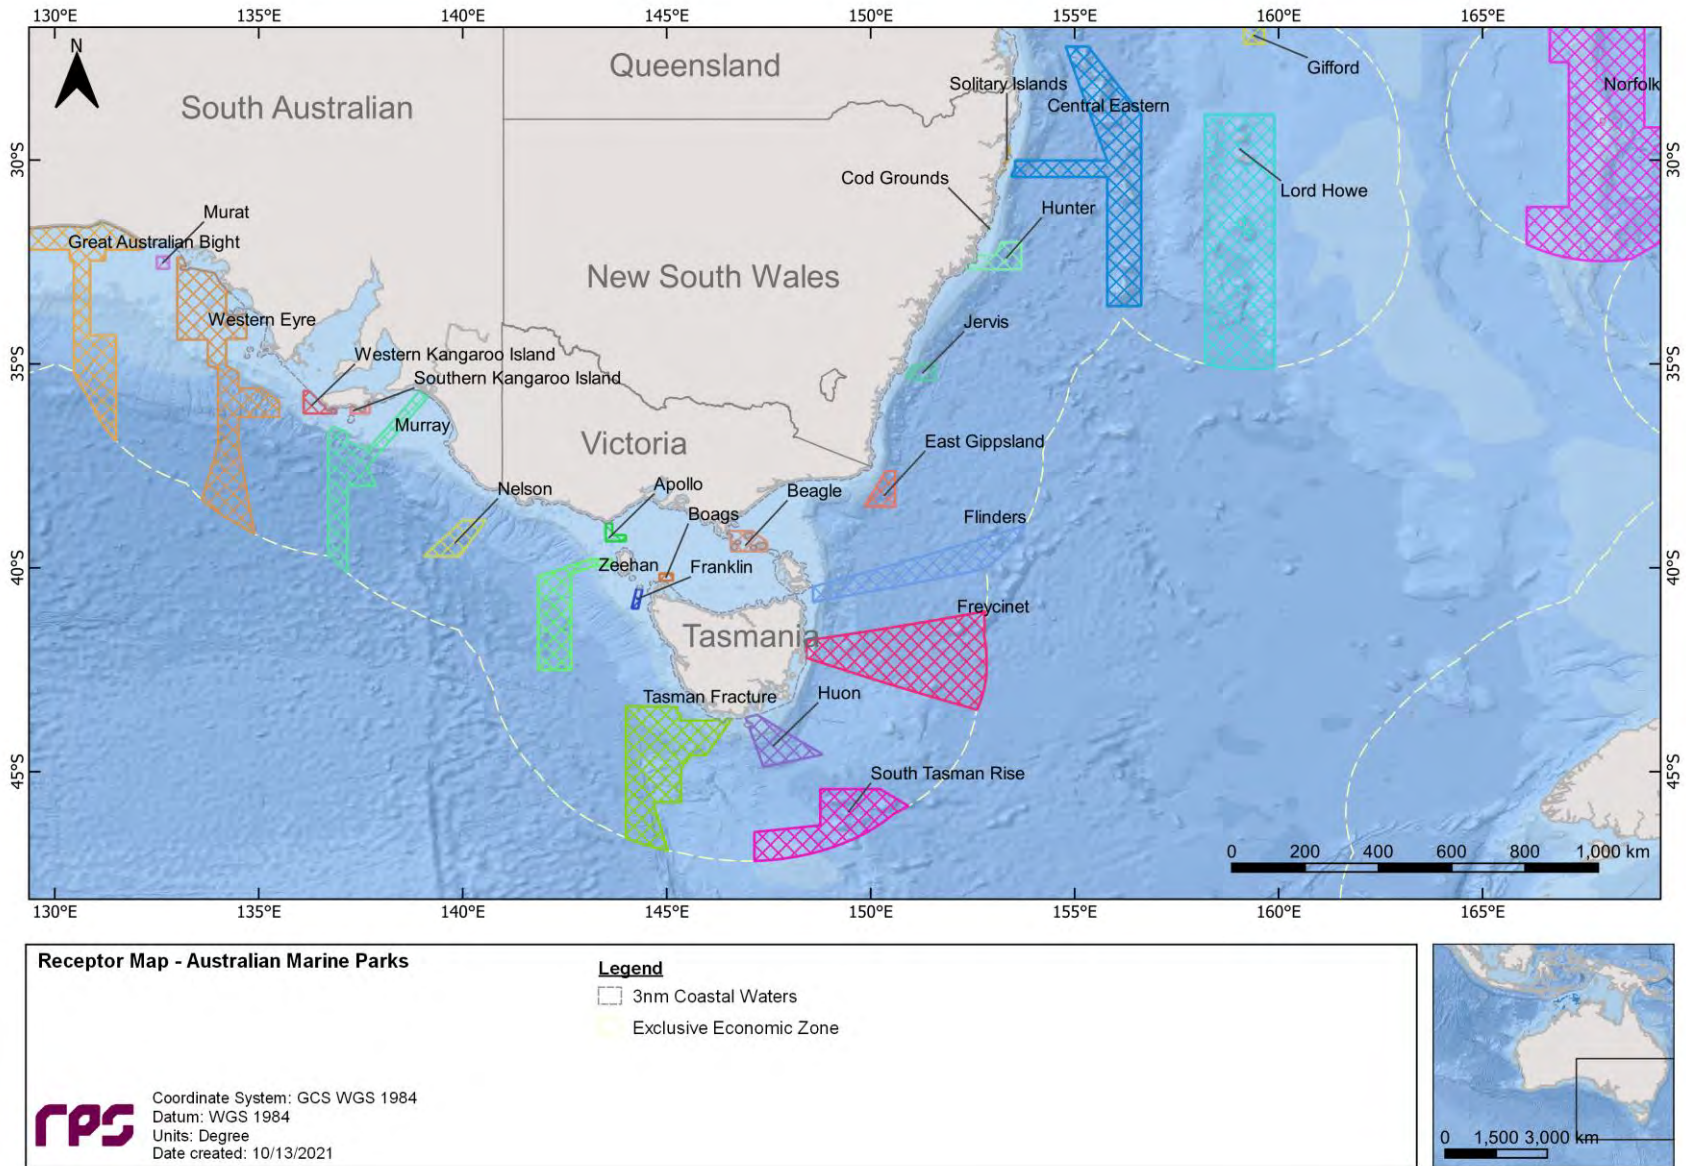 130°E 135°E 140°E 145°E 150°E 155°E 160°E 165°E
N
Queensland
Gifford
South Australian
Solitary Islands
Norfolk
Central Eastern
30°S
30°S
Cod Grounds
Lord Howe
Murat
Hunter
Great Australian Bight
New South Wales
Western Eyre
Jervis
Western Kangaroo Island
35°S
35°S
Southern Kangaroo Island
Murray
Victoria
East Gippsland
Nelson
Apollo
Beagle
Boags
Flinders
Zeehan
Franklin
40°S
40°S
Freycinet
Tasmania
Tasman Fracture
Huon
South Tasman Rise
45°S
45°S
0 200 400 600 800 1,000 km
130°E 135°E 140°E 145°E 150°E 155°E 160°E 165°E
Receptor Map - Australian Marine Parks
Legend
3nm Coastal Waters
Exclusive Economic Zone
rps
Coordinate System: GCS WGS 1984
Datum: WGS 1984
Units: Degree
Date created: 10/13/2021
0 1,500 3,000 km